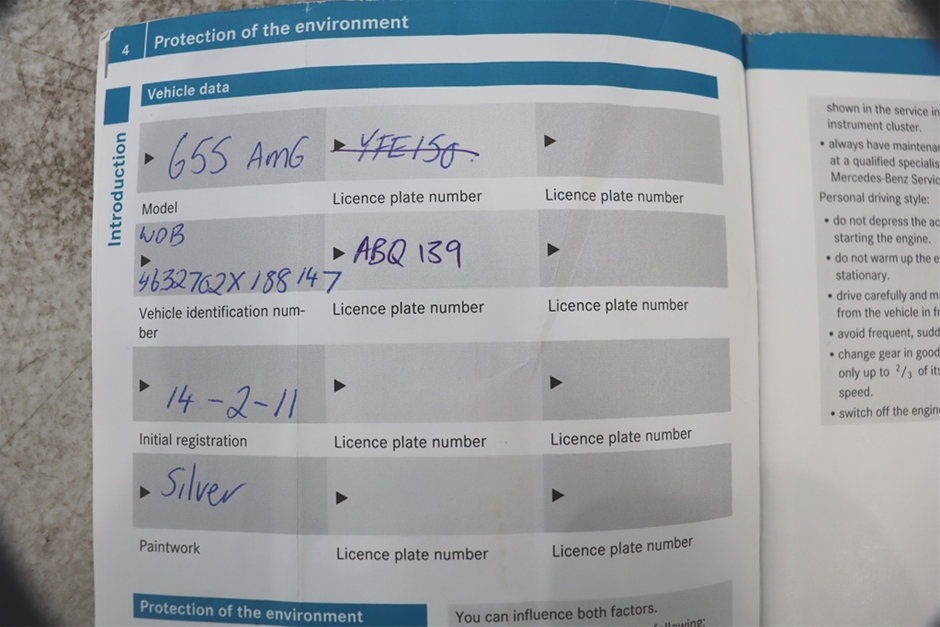 4 Protection of the environment
Introduction
Vehicle data
G55 AMG
Model
YFE15g.
Licence plate number
Licence plate number
WDB
4632702X188147
Vehicle identification num-
ber
ABQ 139
Licence plate number
Licence plate number
14-2-11
Initial registration
Licence plate number
Licence plate number
Silver
Paintwork
Licence plate number
Licence plate number
Protection of the environment
You can influence both factors.
shown in the service in
instrument cluster.
• always have maintenan
at a qualified specialis
Mercedes-Benz Servic
Personal driving style:
• do not depress the ac
starting the engine.
• do not warm up the e
stationary.
• drive carefully and m
from the vehicle in fr
• avoid frequent, sudd
• change gear in good
only up to 2/3 of its
speed.
• switch off the engin